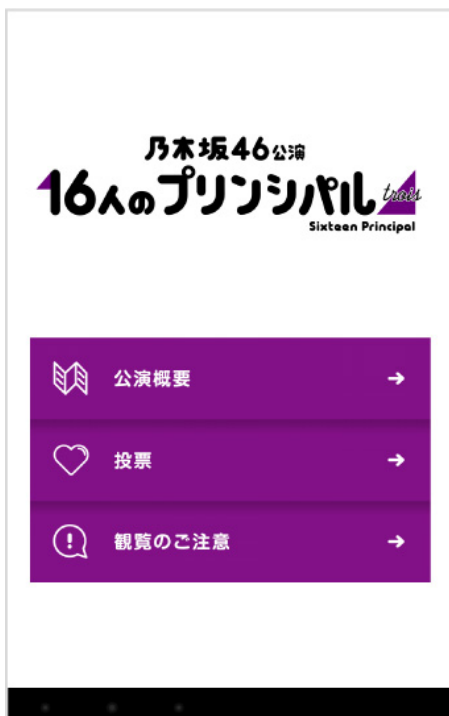 乃木坂46公演
16人のプリンシパル trois
Sixteen Principal
公演概要
投票
観覧のご注意